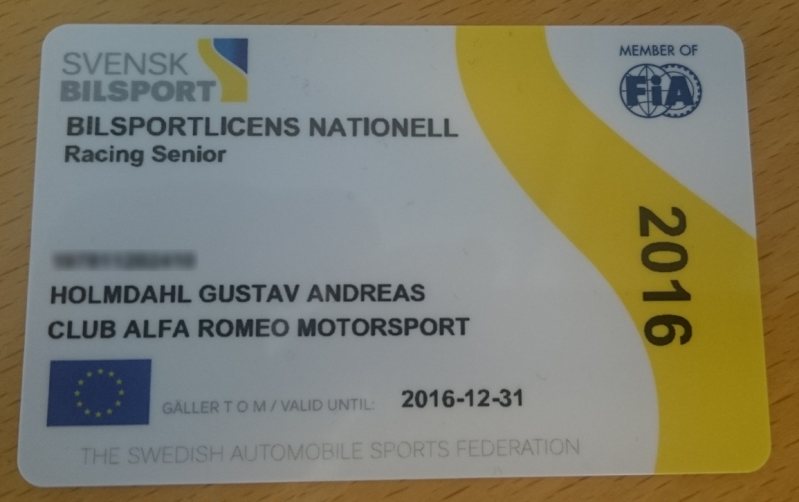 SVENSK
BILSPORT
MEMBER OF
FiA
BILSPORTLICENS NATIONELL
Racing Senior
2016
HOLMDAHL GUSTAV ANDREAS
CLUB ALFA ROMEO MOTORSPORT
GÄLLER T O M / VALID UNTIL: 2016-12-31
THE SWEDISH AUTOMOBILE SPORTS FEDERATION